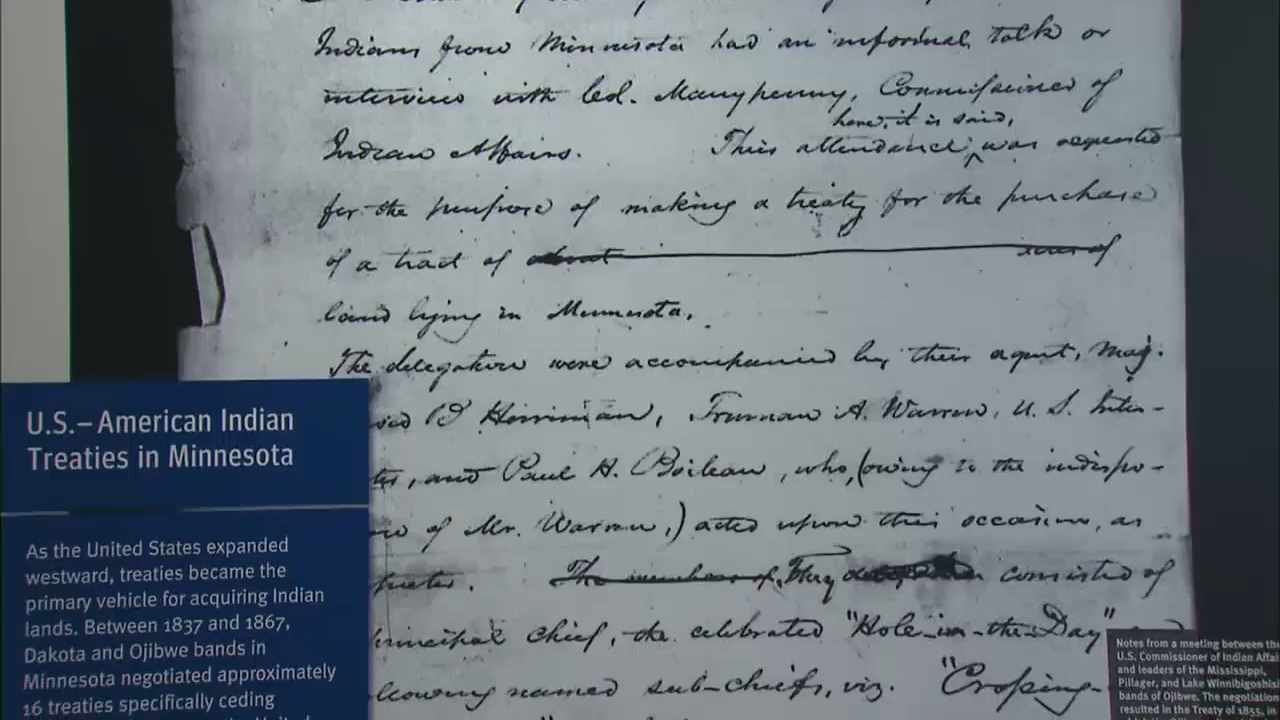 Indians from Minnesota had an informal talk or
interview with Col. Manypenny, Commissioner of
here, it is said,
Indian Affairs. Their attendance was requested
for the purpose of making a treaty for the purchase
of a tract of about of
land lying in Minnesota.
The delegation were accompanied by their agent, Maj.
B Herriman, Truman A. Warren, U. S. Inter-
and Paul H. Boileau, who, (owing to the indispo-
of Mr. Warren,) acted upon this occasion, as
The members of They consisted of
principal chief, the celebrated "Hole-in-the-Day" and
following named sub-chiefs, viz. "Crossing-
U.S.–American Indian
Treaties in Minnesota
As the United States expanded
westward, treaties became the
primary vehicle for acquiring Indian
lands. Between 1837 and 1867,
Dakota and Ojibwe bands in
Minnesota negotiated approximately
16 treaties specifically ceding
Notes from a meeting between the
U.S. Commissioner of Indian Affai
and leaders of the Mississippi,
Pillager, and Lake Winnibigoshis
bands of Ojibwe. The negotiation
resulted in the Treaty of 1855, in